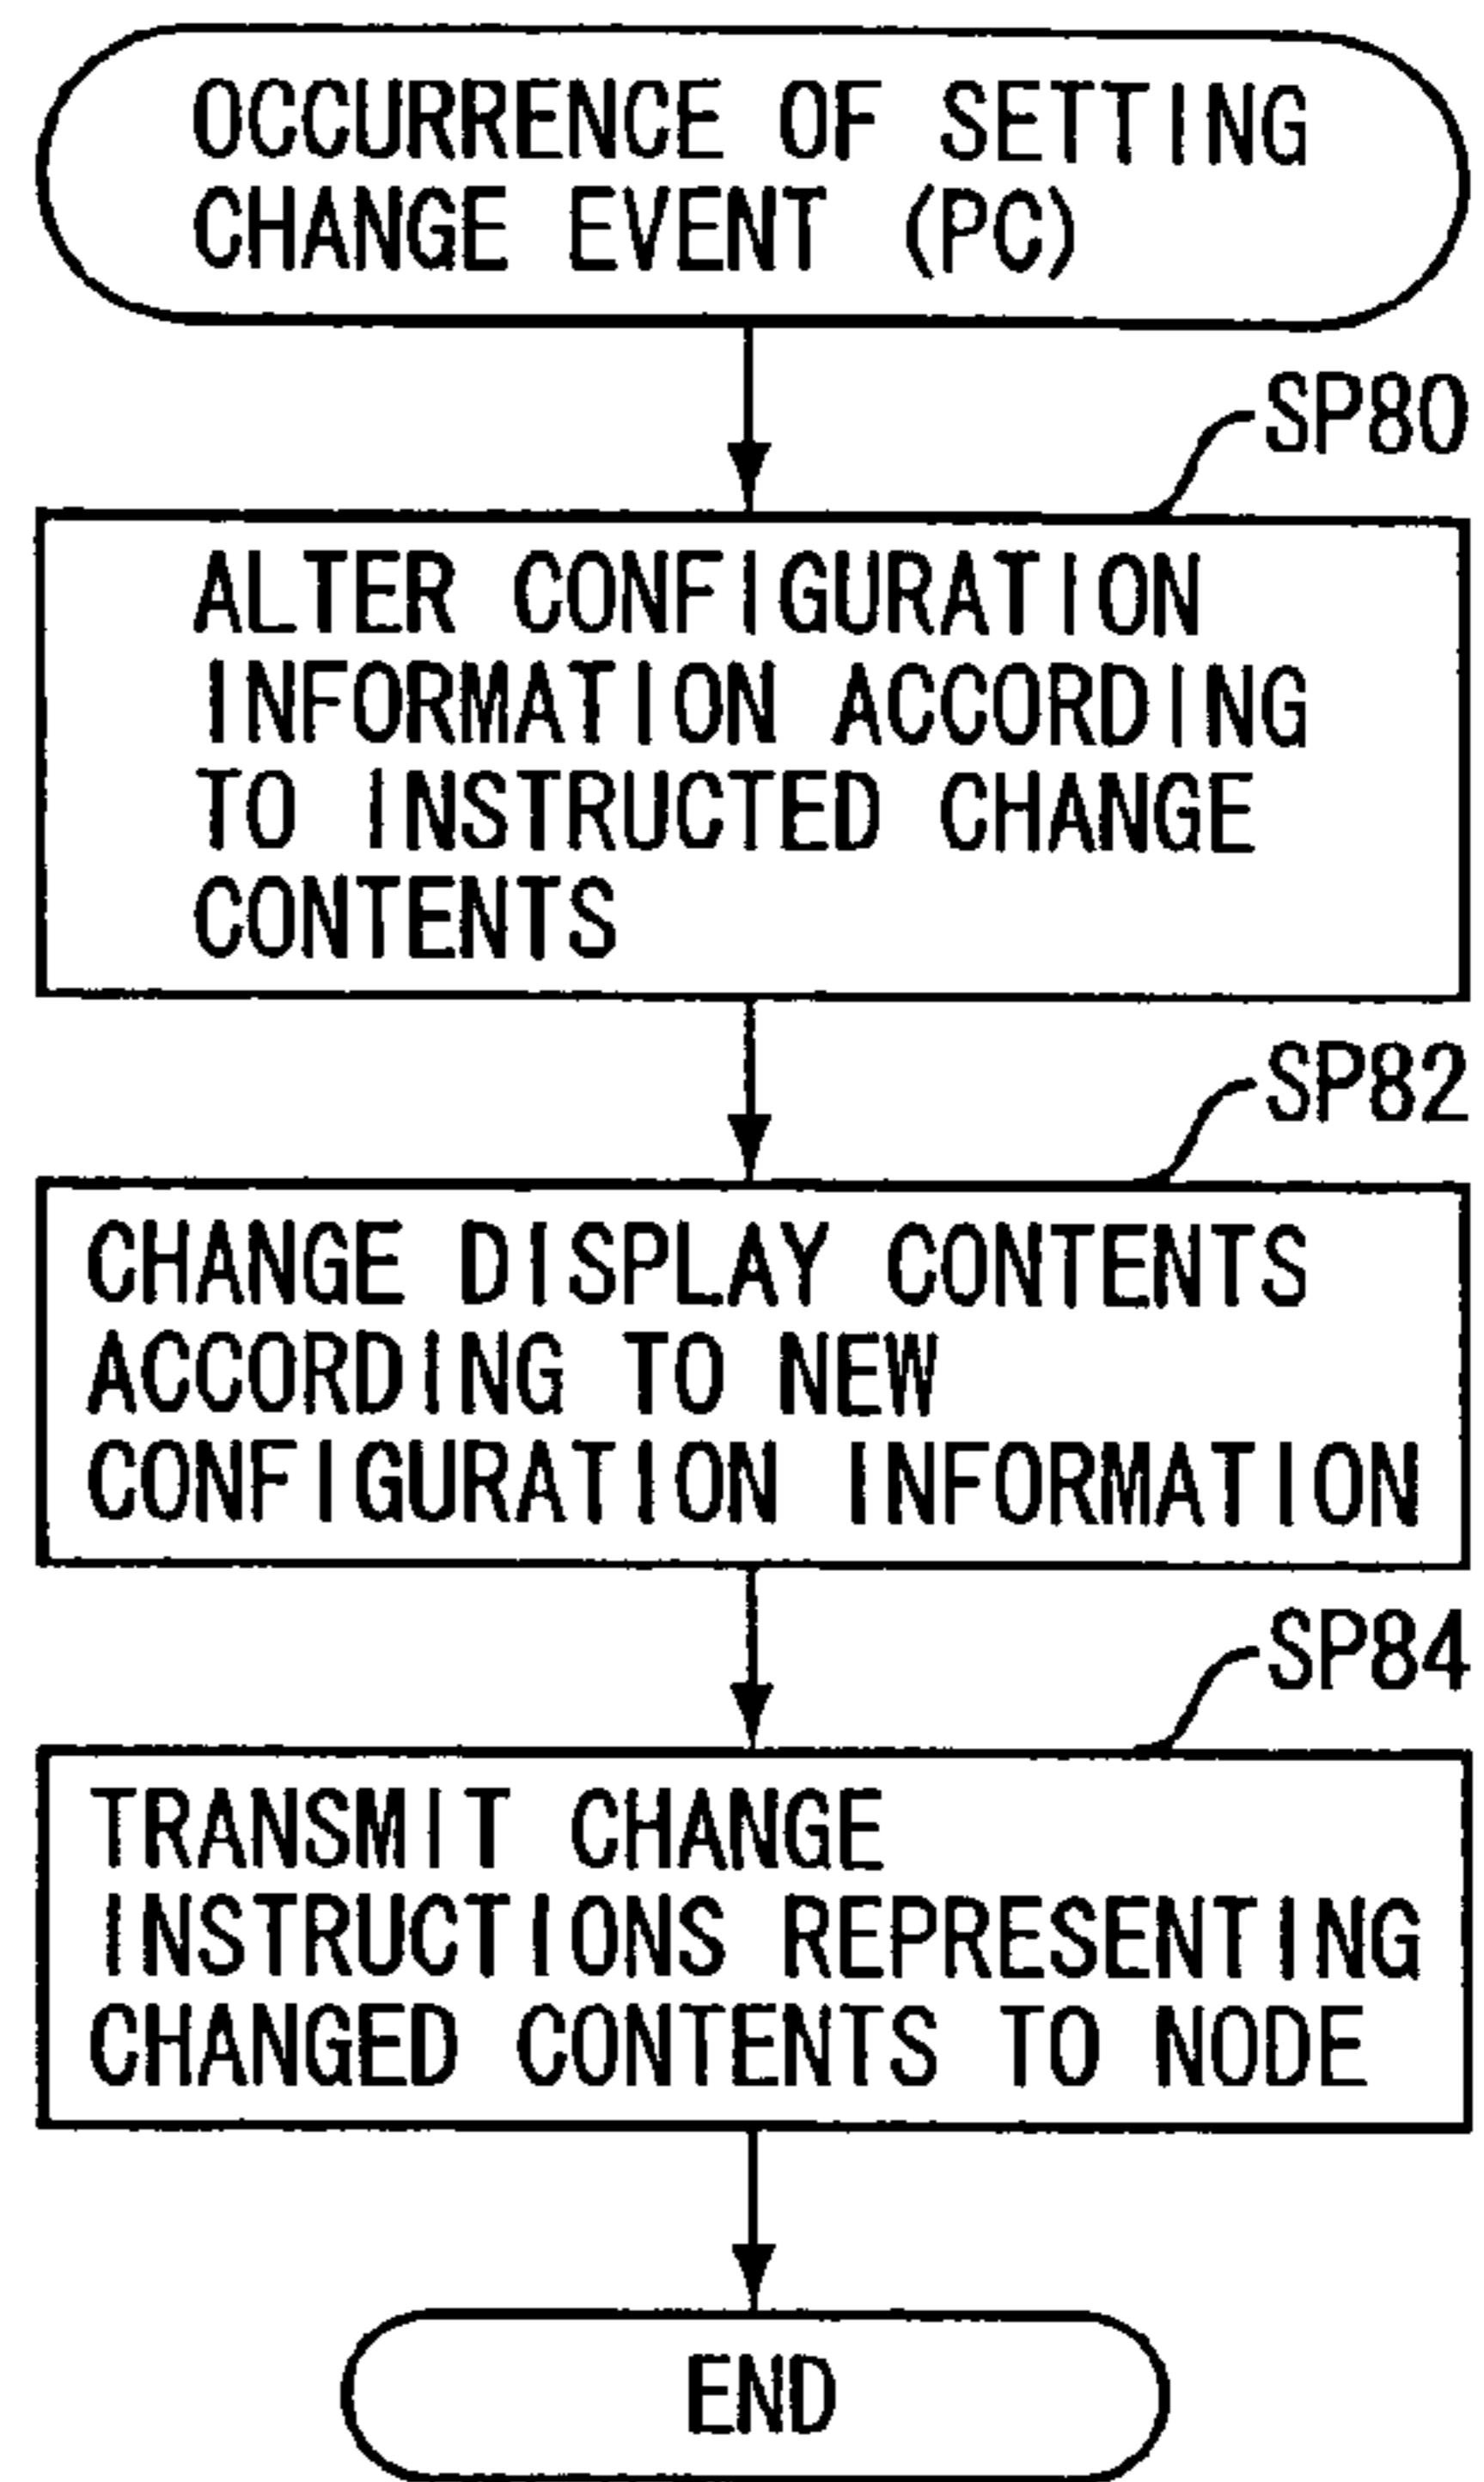 OCCURRENCE OF SETTING
CHANGE EVENT (PC)
SP80
ALTER CONFIGURATION
INFORMATION ACCORDING
TO INSTRUCTED CHANGE
CONTENTS
SP82
CHANGE DISPLAY CONTENTS
ACCORDING TO NEW
CONFIGURATION INFORMATION
SP84
TRANSMIT CHANGE
INSTRUCTIONS REPRESENTING
CHANGED CONTENTS TO NODE
END